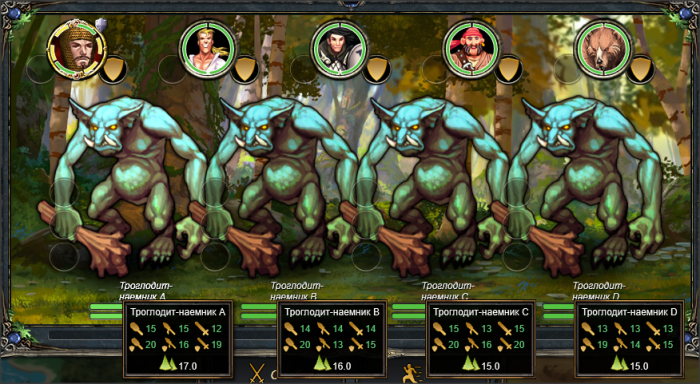 Троглодит-
наемник A
Троглодит-
наемник B
Троглодит-
наемник C
Троглодит-
наемник D
Троглодит-наемник A
15 15 12
20 16 19
17.0
Троглодит-наемник B
14 14 14
20 13 15
16.0
Троглодит-наемник C
15 13 15
20 16 15
15.0
Троглодит-наемник D
13 13 13
19 14 15
15.0